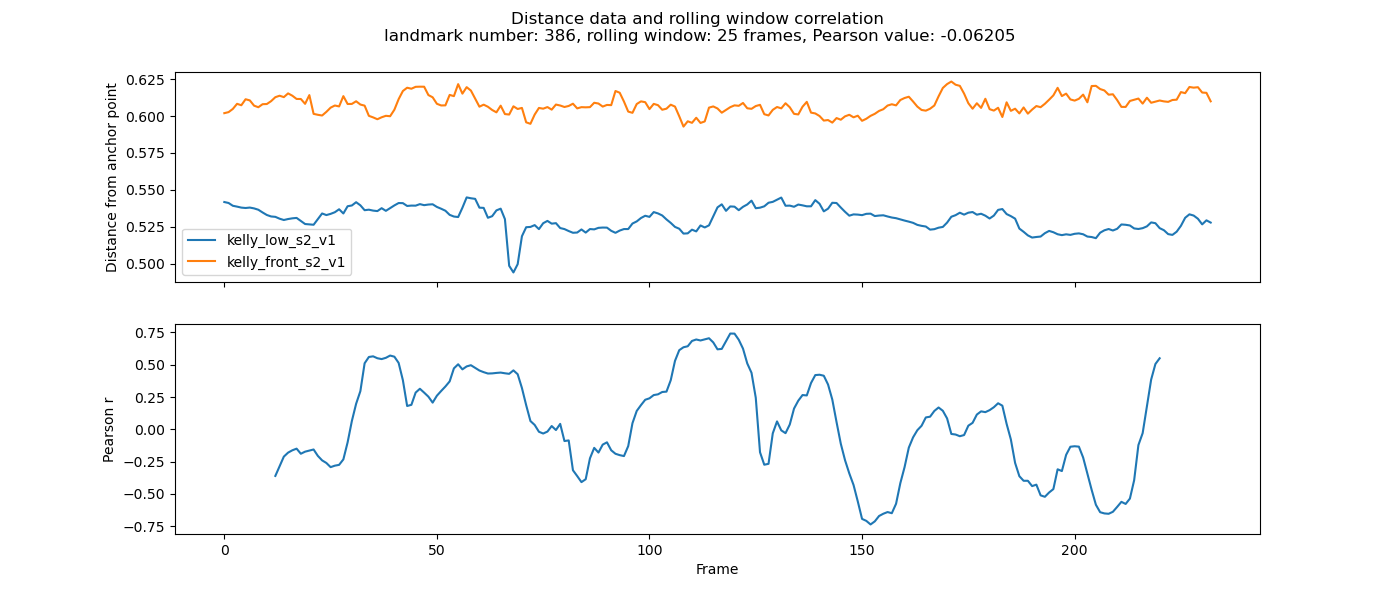 Distance data and rolling window correlation
landmark number: 386, rolling window: 25 frames, Pearson value: -0.06205
Distance from anchor point
0.625
0.600
0.575
0.550
0.525
0.500
kelly_low_s2_v1
kelly_front_s2_v1
Pearson r
0.75
0.50
0.25
0.00
−0.25
−0.50
−0.75
0
50
100
150
200
Frame